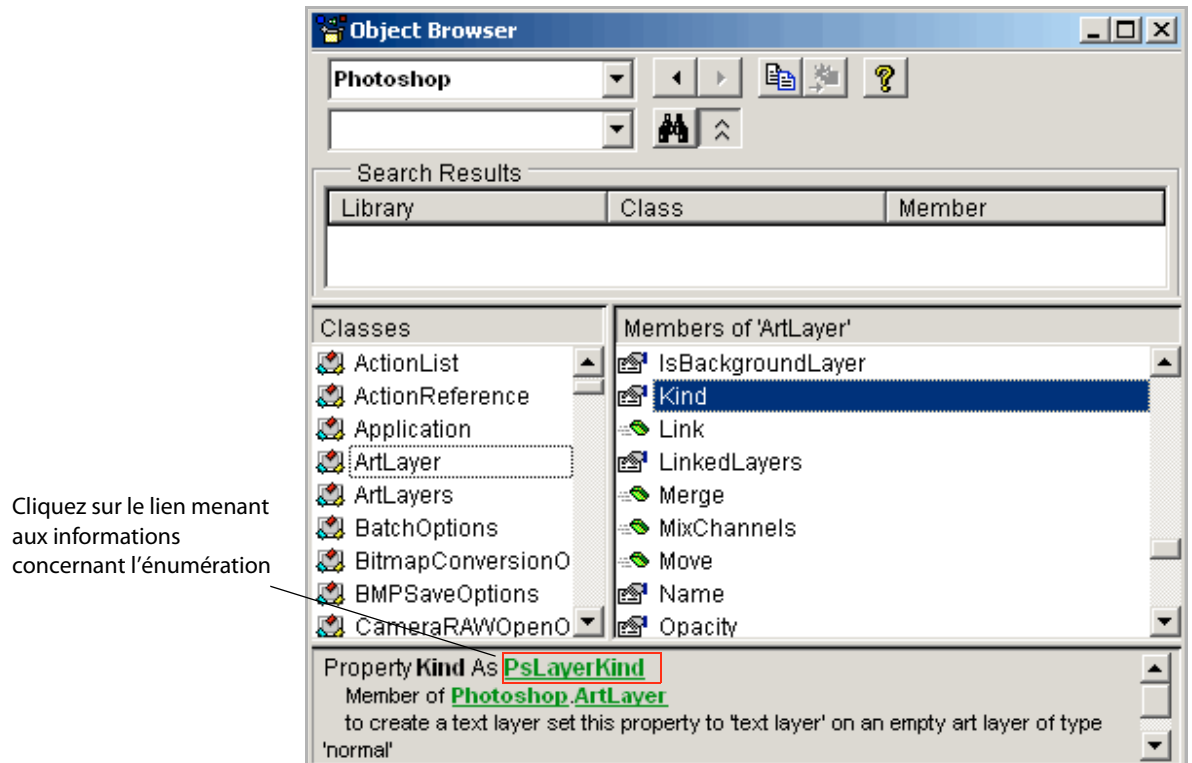 Object Browser
Photoshop
Search Results
Library Class Member
Classes
ActionList
ActionReference
Application
ArtLayer
ArtLayers
BatchOptions
BitmapConversionO
BMPSaveOptions
CameraRAWOpenO
Members of 'ArtLayer'
IsBackgroundLayer
Kind
Link
LinkedLayers
Merge
MixChannels
Move
Name
Opacity
Cliquez sur le lien menant
aux informations
concernant l’énumération
Property Kind As PsLayerKind
Member of Photoshop.ArtLayer
to create a text layer set this property to 'text layer' on an empty art layer of type
'normal'